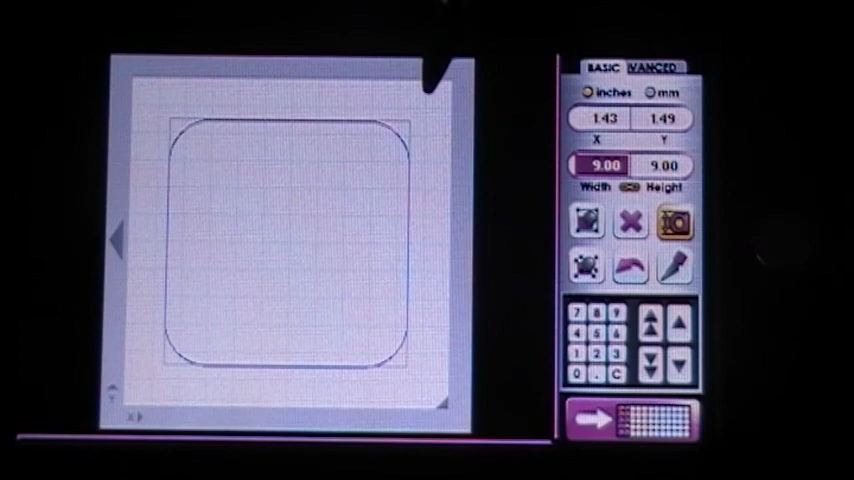 BASIC VANCED
inches mm
1.43 1.49
X Y
9.00 9.00
Width Height
7 8 9
4 5 6
1 2 3
0 . C
Y
X